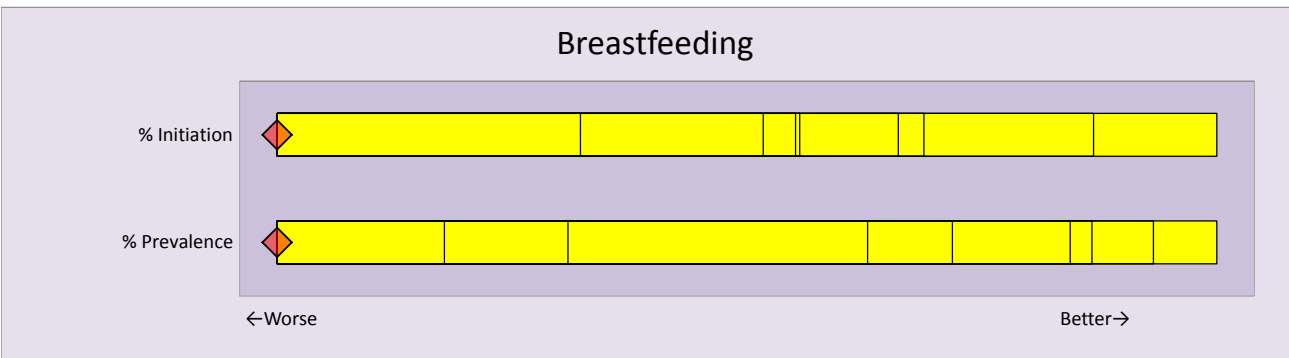 Breastfeeding
% Initiation
% Prevalence
←Worse Better→